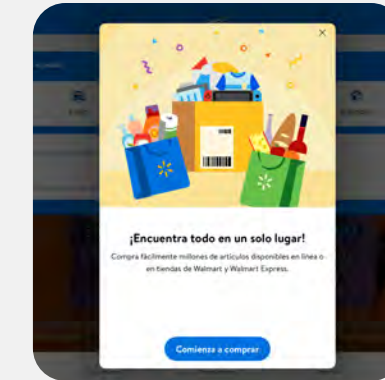 ¡Encuentra todo en un solo lugar!
Compra fácilmente millones de artículos disponibles en línea o
en tiendas de Walmart y Walmart Express.
Comienza a comprar